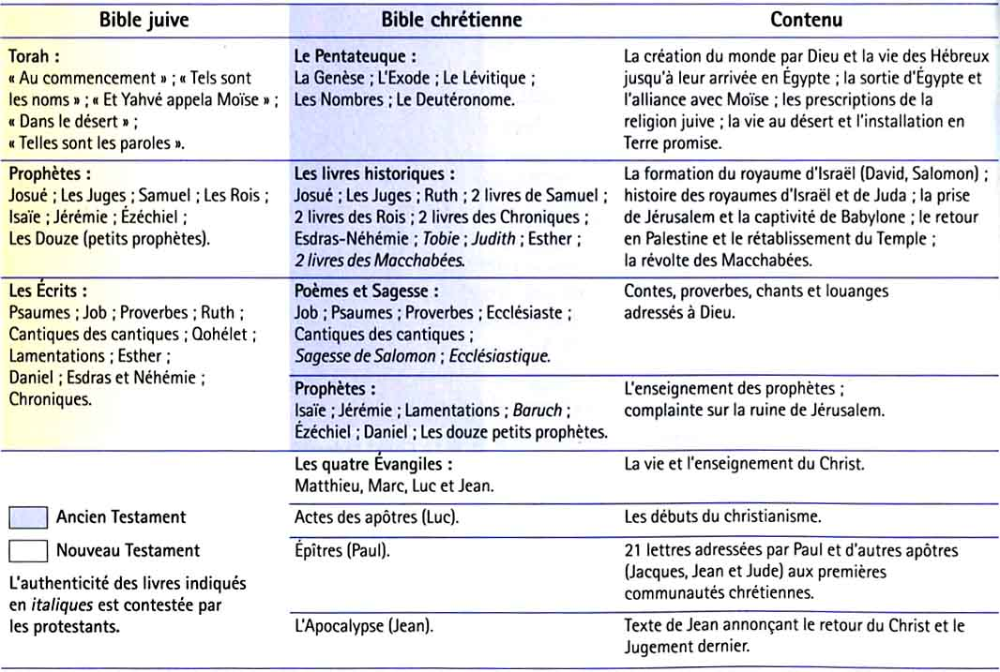 Bible juive
Bible chrétienne
Contenu
Torah :
« Au commencement » ; « Tels sont
les noms » ; « Et Yahvé appela Moïse » ;
« Dans le désert » ;
« Telles sont les paroles ».
Le Pentateuque :
La Genèse ; L'Exode ; Le Lévitique ;
Les Nombres ; Le Deutéronome.
La création du monde par Dieu et la vie des Hébreux
jusqu'à leur arrivée en Égypte ; la sortie d'Égypte et
l'alliance avec Moïse ; les prescriptions de la
religion juive ; la vie au désert et l'installation en
Terre promise.
Prophètes :
Josué ; Les Juges ; Samuel ; Les Rois ;
Isaïe ; Jérémie ; Ézéchiel ;
Les Douze (petits prophètes).
Les livres historiques :
Josué ; Les Juges ; Ruth ; 2 livres de Samuel ;
2 livres des Rois ; 2 livres des Chroniques ;
Esdras-Néhémie ; Tobie ; Judith ; Esther ;
2 livres des Macchabées.
La formation du royaume d'Israël (David, Salomon) ;
histoire des royaumes d'Israël et de Juda ; la prise
de Jérusalem et la captivité de Babylone ; le retour
en Palestine et le rétablissement du Temple ;
la révolte des Macchabées.
Les Écrits :
Psaumes ; Job ; Proverbes ; Ruth ;
Cantiques des cantiques ; Qohélet ;
Lamentations ; Esther ;
Daniel ; Esdras et Néhémie ;
Chroniques.
Poèmes et Sagesse :
Job ; Psaumes ; Proverbes ; Ecclésiaste ;
Cantiques des cantiques ;
Sagesse de Salomon ; Ecclésiastique.
Contes, proverbes, chants et louanges
adressés à Dieu.
Prophètes :
Isaïe ; Jérémie ; Lamentations ; Baruch ;
Ézéchiel ; Daniel ; Les douze petits prophètes.
L'enseignement des prophètes ;
complainte sur la ruine de Jérusalem.
Les quatre Évangiles :
Matthieu, Marc, Luc et Jean.
La vie et l'enseignement du Christ.
Actes des apôtres (Luc).
Les débuts du christianisme.
Épîtres (Paul).
21 lettres adressées par Paul et d'autres apôtres
(Jacques, Jean et Jude) aux premières
communautés chrétiennes.
L'Apocalypse (Jean).
Texte de Jean annonçant le retour du Christ et le
Jugement dernier.
Ancien Testament
Nouveau Testament
L'authenticité des livres indiqués
en italiques est contestée par
les protestants.